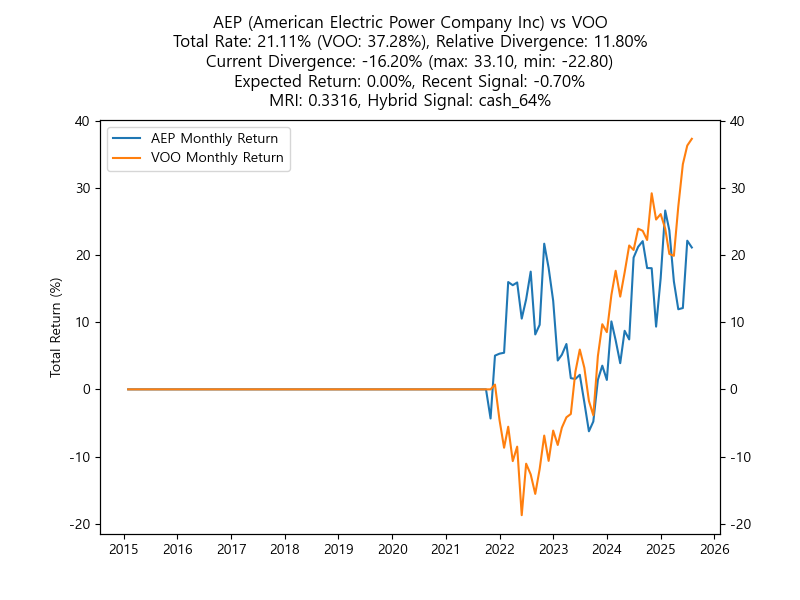 AEP (American Electric Power Company Inc) vs VOO
Total Rate: 21.11% (VOO: 37.28%), Relative Divergence: 11.80%
Current Divergence: -16.20% (max: 33.10, min: -22.80)
Expected Return: 0.00%, Recent Signal: -0.70%
MRI: 0.3316, Hybrid Signal: cash_64%
AEP Monthly Return
VOO Monthly Return
Total Return (%)
40
30
20
10
0
-10
-20
40
30
20
10
0
-10
-20
2015 2016 2017 2018 2019 2020 2021 2022 2023 2024 2025 2026